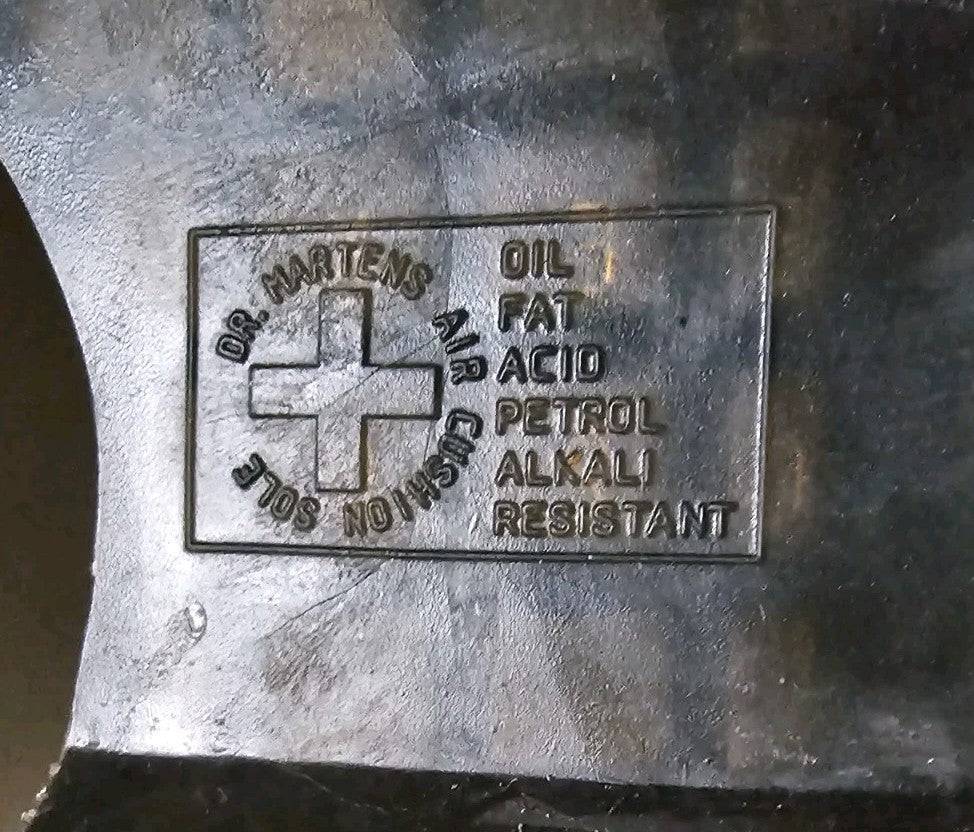 DR. MARTENS AIR CUSHION SOLE
OIL
FAT
ACID
PETROL
ALKALI
RESISTANT